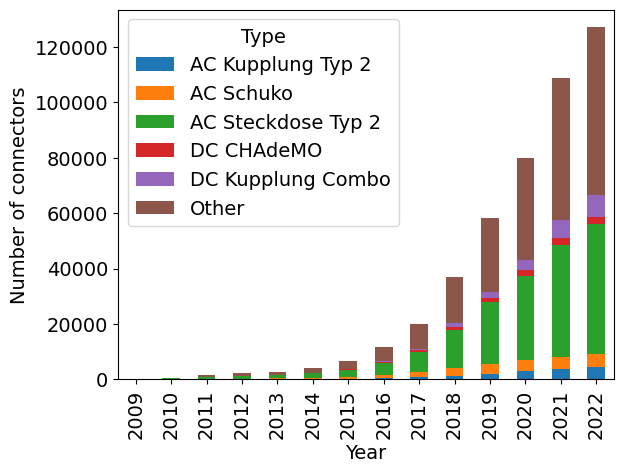 Type
AC Kupplung Typ 2
AC Schuko
AC Steckdose Typ 2
DC CHAdeMO
DC Kupplung Combo
Other
Number of connectors
120000
100000
80000
60000
40000
20000
0
2009
2010
2011
2012
2013
2014
2015
2016
2017
2018
2019
2020
2021
2022
Year